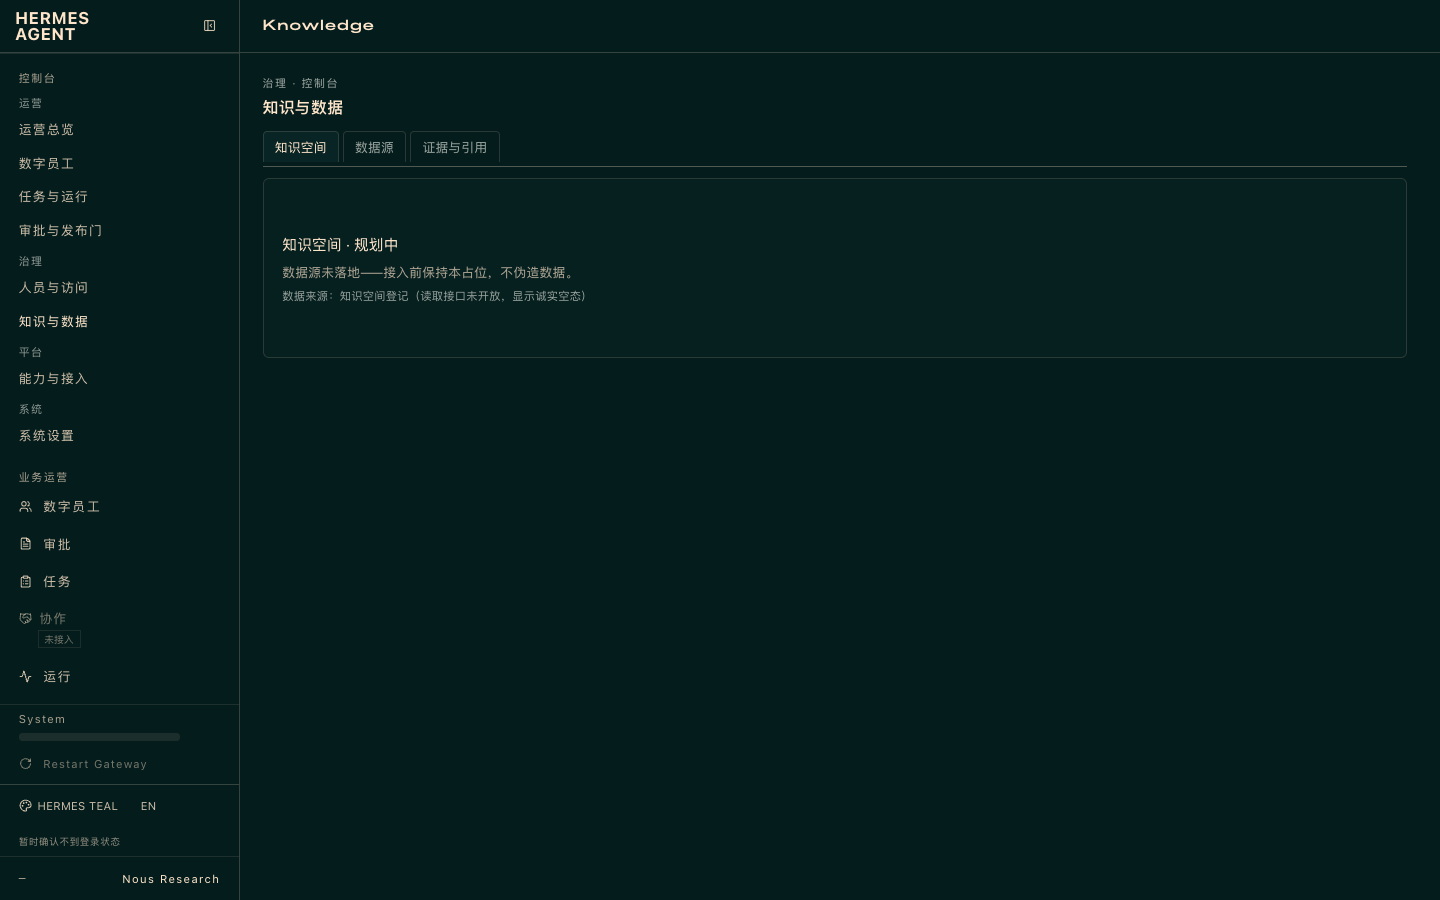 HERMES
AGENT
控制台
运营
运营总览
数字员工
任务与运行
审批与发布门
治理
人员与访问
知识与数据
平台
能力与接入
系统
系统设置
业务运营
数字员工
审批
任务
协作
未接入
运行
System
Restart Gateway
HERMES TEAL EN
暂时确认不到登录状态
– Nous Research
Knowledge
治理 · 控制台
知识与数据
知识空间 数据源 证据与引用
知识空间 · 规划中
数据源未落地——接入前保持本占位，不伪造数据。
数据来源：知识空间登记（读取接口未开放，显示诚实空态）